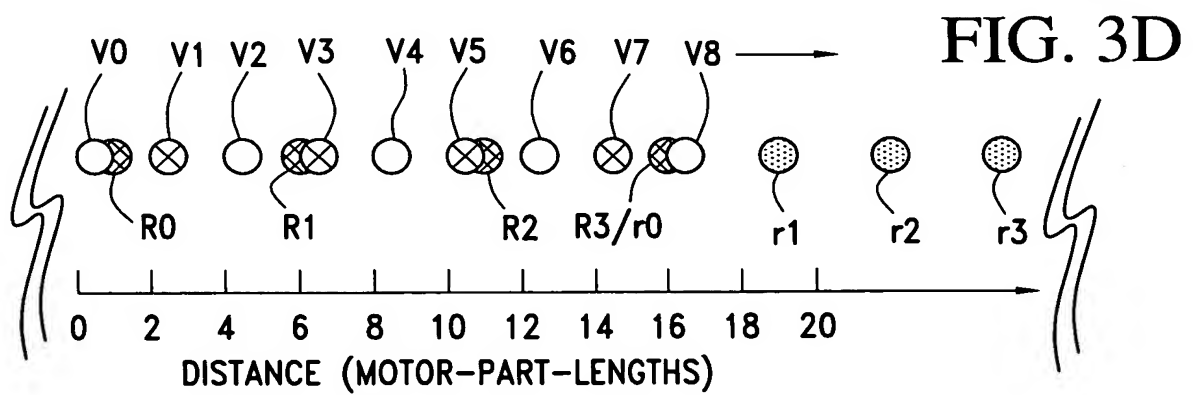 FIG. 3D
V0 V1 V2 V3 V4 V5 V6 V7 V8
R0 R1 R2 R3/r0 r1 r2 r3
0 2 4 6 8 10 12 14 16 18 20
DISTANCE (MOTOR-PART-LENGTHS)